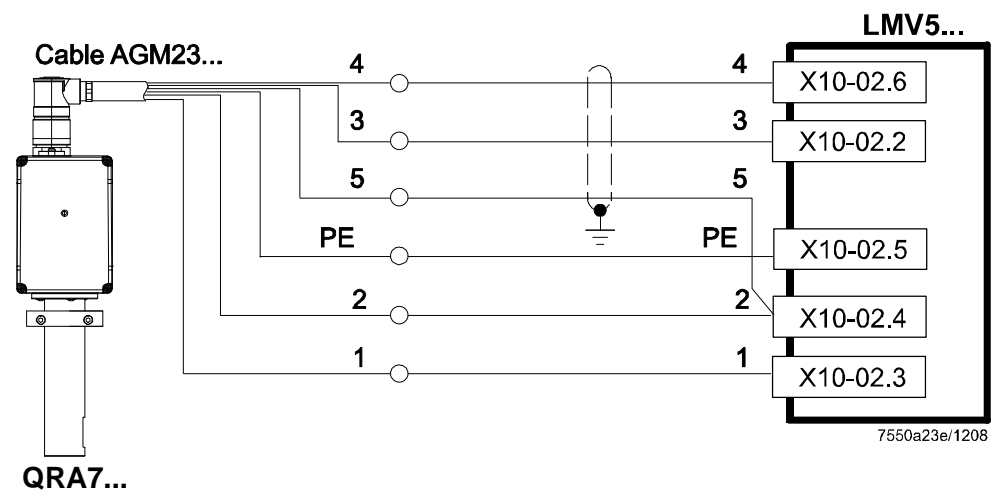 LMV5...
Cable AGM23...
4 4 X10-02.6
3 3 X10-02.2
5 5
PE PE X10-02.5
2 2 X10-02.4
1 1 X10-02.3
7550a23e/1208
QRA7...